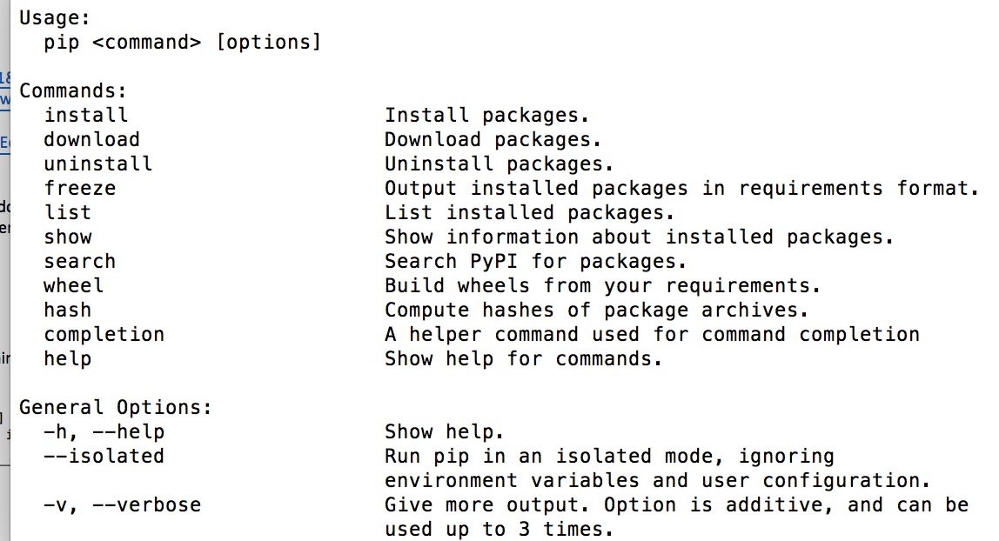 Usage:
pip <command> [options]
Commands:
install Install packages.
download Download packages.
uninstall Uninstall packages.
freeze Output installed packages in requirements format.
list List installed packages.
show Show information about installed packages.
search Search PyPI for packages.
wheel Build wheels from your requirements.
hash Compute hashes of package archives.
completion A helper command used for command completion
help Show help for commands.
General Options:
-h, --help Show help.
--isolated Run pip in an isolated mode, ignoring
environment variables and user configuration.
-v, --verbose Give more output. Option is additive, and can be
used up to 3 times.